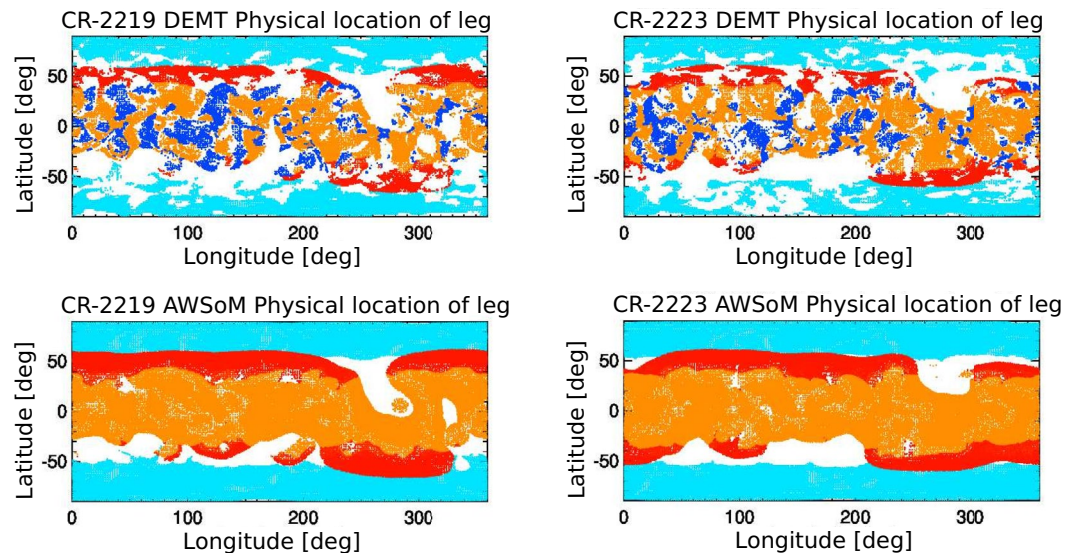 CR-2219 DEMT Physical location of leg
Latitude [deg]
50
0
-50
0 100 200 300
Longitude [deg]
CR-2223 DEMT Physical location of leg
Latitude [deg]
50
0
-50
0 100 200 300
Longitude [deg]
CR-2219 AWSoM Physical location of leg
Latitude [deg]
50
0
-50
0 100 200 300
Longitude [deg]
CR-2223 AWSoM Physical location of leg
Latitude [deg]
50
0
-50
0 100 200 300
Longitude [deg]